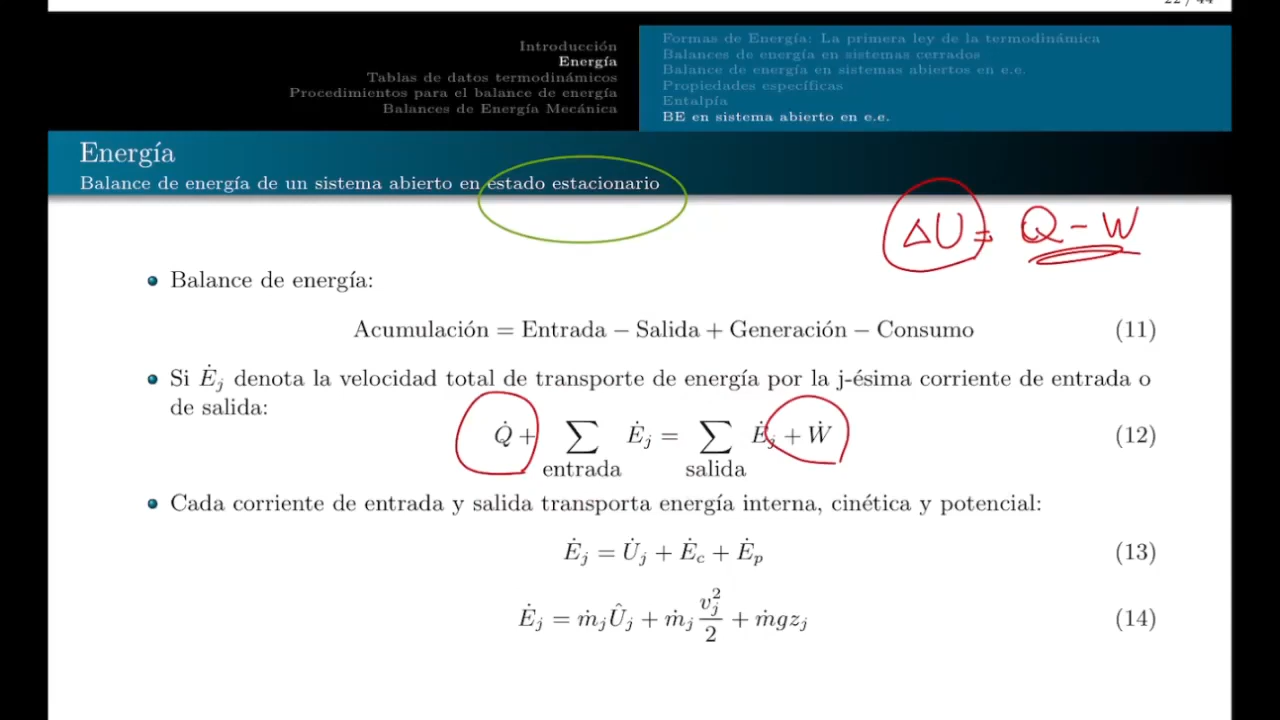 22 / 44
Introducción
Energía
Tablas de datos termodinámicos
Procedimientos para el balance de energía
Balances de Energía Mecánica
Formas de Energía: La primera ley de la termodinámica
Balances de energía en sistemas cerrados
Balance de energía en sistemas abiertos en e.e.
Propiedades específicas
Entalpía
BE en sistema abierto en e.e.
Energía
Balance de energía de un sistema abierto en estado estacionario
ΔU = Q − W
• Balance de energía:
Acumulación = Entrada − Salida + Generación − Consumo (11)
• Si Ė_j denota la velocidad total de transporte de energía por la j-ésima corriente de entrada o
de salida:
Q̇ + ∑ Ė_j = ∑ Ė_j + Ẇ (12)
entrada salida
• Cada corriente de entrada y salida transporta energía interna, cinética y potencial:
Ė_j = U̇_j + Ė_c + Ė_p (13)
Ė_j = ṁ_j Û_j + ṁ_j v_j²/2 + ṁgz_j (14)